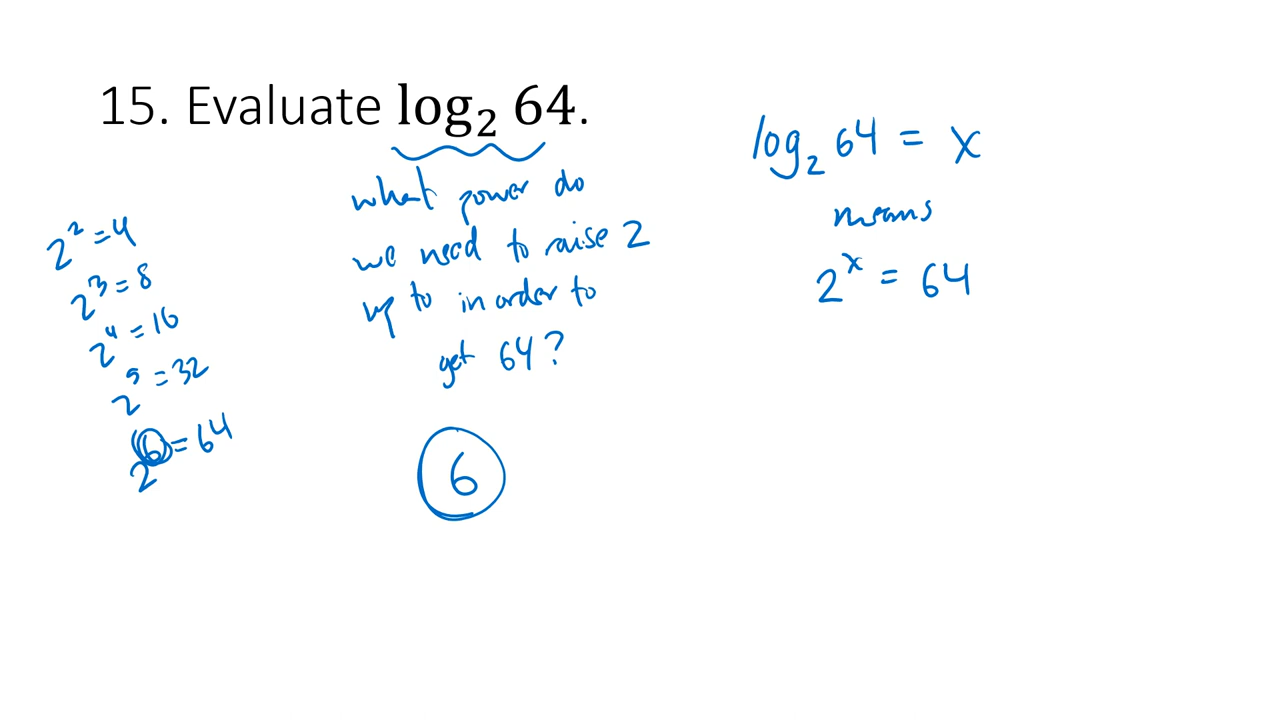 15. Evaluate log₂ 64.
what power do
we need to raise 2
up to in order to
get 64?
6
2² = 4
2³ = 8
2⁴ = 16
2⁵ = 32
2⁶ = 64
log₂ 64 = x
means
2ˣ = 64